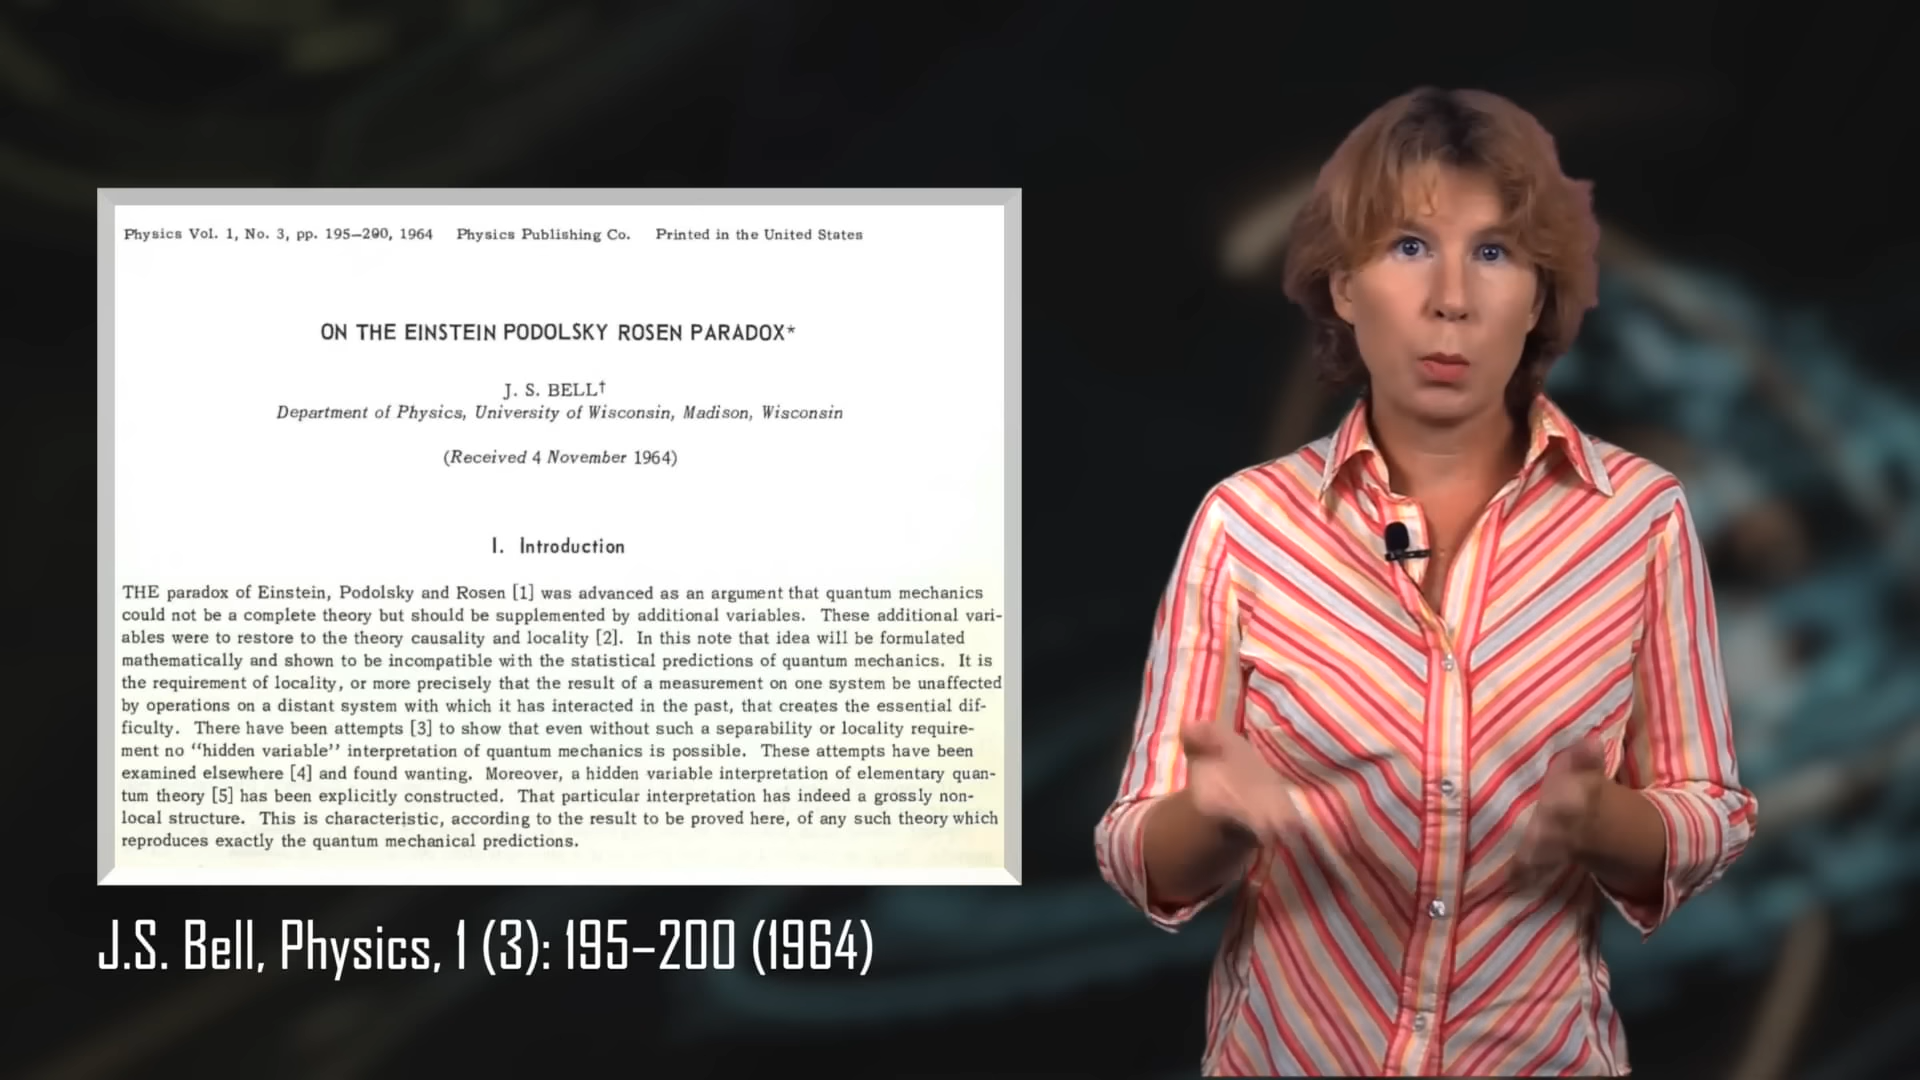 Physics Vol. 1, No. 3, pp. 195–200, 1964 Physics Publishing Co. Printed in the United States
ON THE EINSTEIN PODOLSKY ROSEN PARADOX*
J. S. BELL†
Department of Physics, University of Wisconsin, Madison, Wisconsin
(Received 4 November 1964)
I. Introduction
THE paradox of Einstein, Podolsky and Rosen [1] was advanced as an argument that quantum mechanics
could not be a complete theory but should be supplemented by additional variables. These additional vari-
ables were to restore to the theory causality and locality [2]. In this note that idea will be formulated
mathematically and shown to be incompatible with the statistical predictions of quantum mechanics. It is
the requirement of locality, or more precisely that the result of a measurement on one system be unaffected
by operations on a distant system with which it has interacted in the past, that creates the essential dif-
ficulty. There have been attempts [3] to show that even without such a separability or locality require-
ment no “hidden variable” interpretation of quantum mechanics is possible. These attempts have been
examined elsewhere [4] and found wanting. Moreover, a hidden variable interpretation of elementary quan-
tum theory [5] has been explicitly constructed. That particular interpretation has indeed a grossly non-
local structure. This is characteristic, according to the result to be proved here, of any such theory which
reproduces exactly the quantum mechanical predictions.
J.S. Bell, Physics, 1 (3): 195–200 (1964)